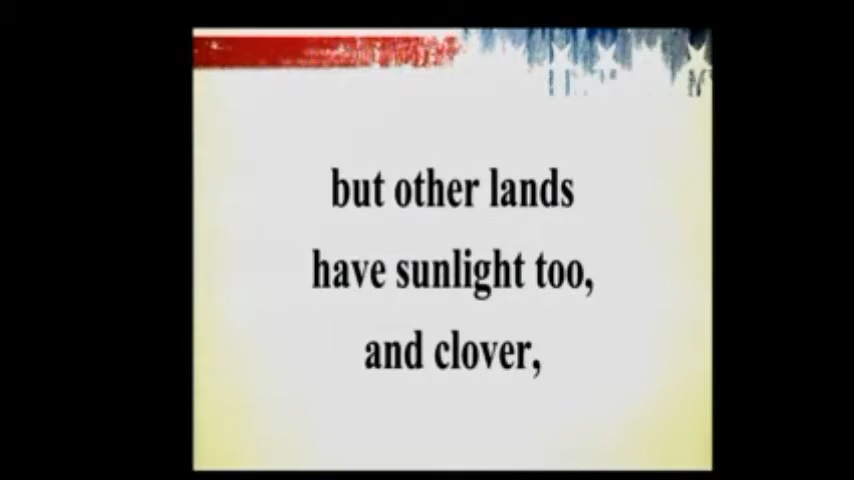 but other lands
have sunlight too,
and clover,